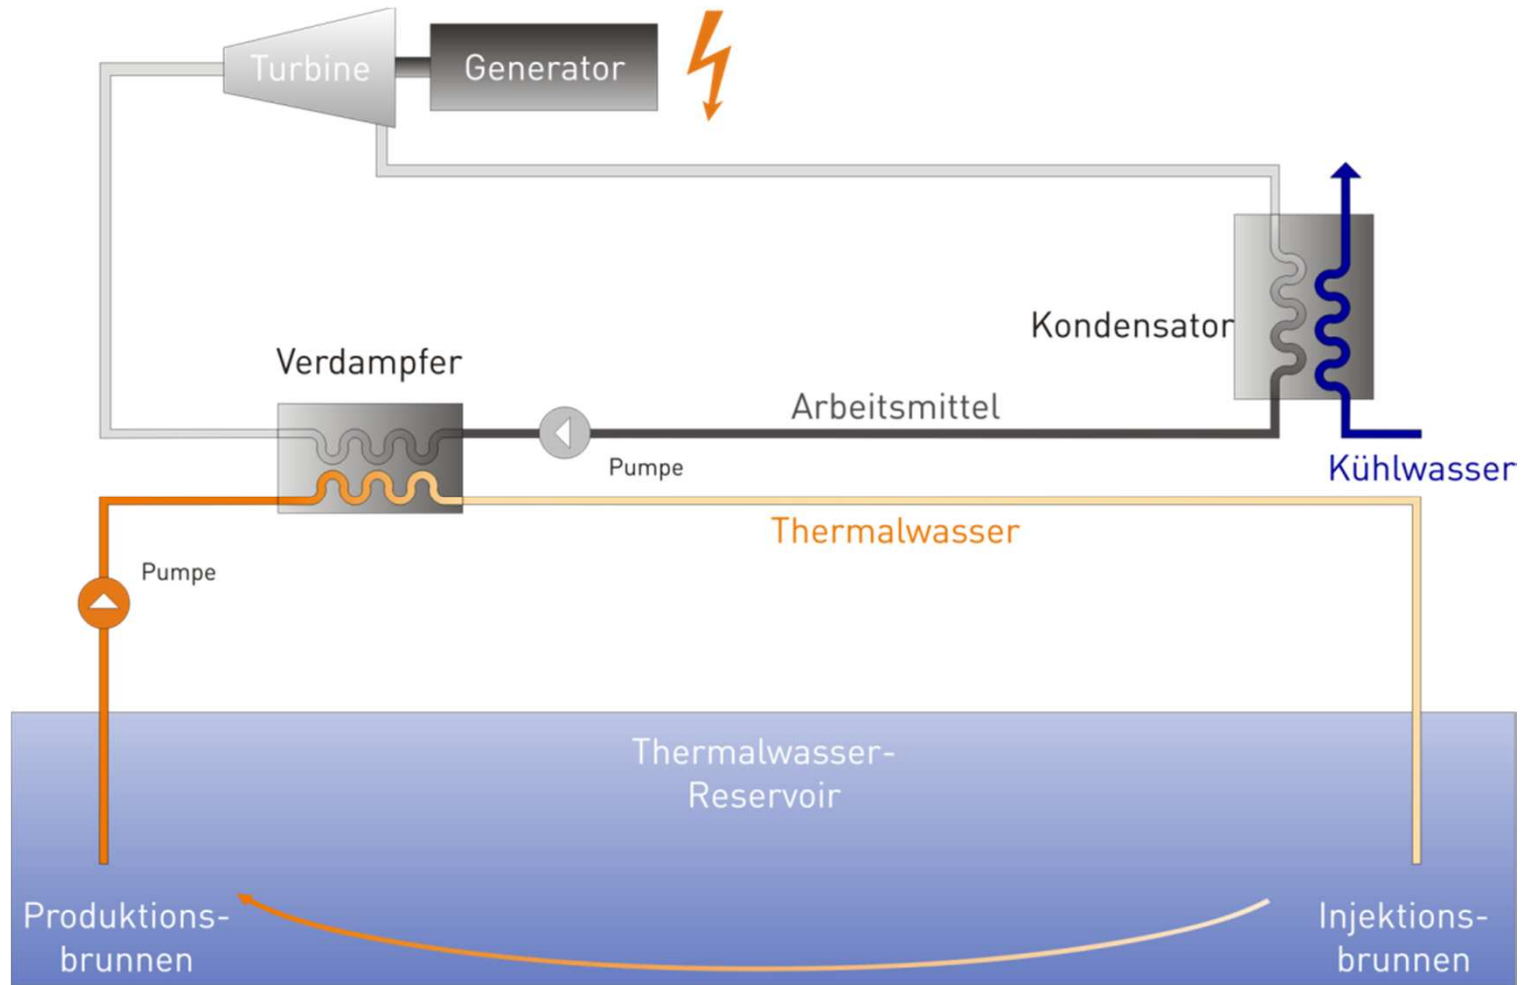 Turbine
Generator
Kondensator
Verdampfer
Arbeitsmittel
Pumpe
Kühlwasser
Thermalwasser
Pumpe
Thermalwasser-
Reservoir
Produktions-
brunnen
Injektions-
brunnen